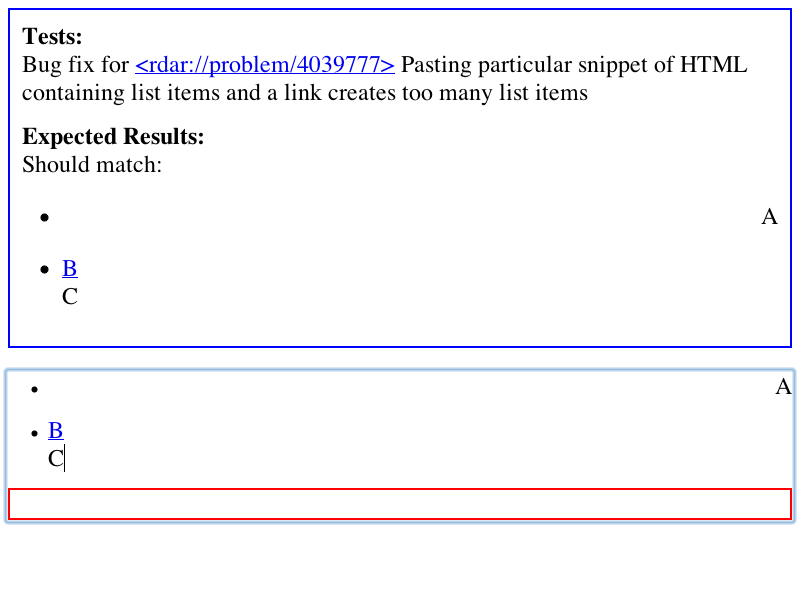 Tests:
Bug fix for <rdar://problem/4039777> Pasting particular snippet of HTML
containing list items and a link creates too many list items
Expected Results:
Should match:
• A
• B
C
• A
• B
C